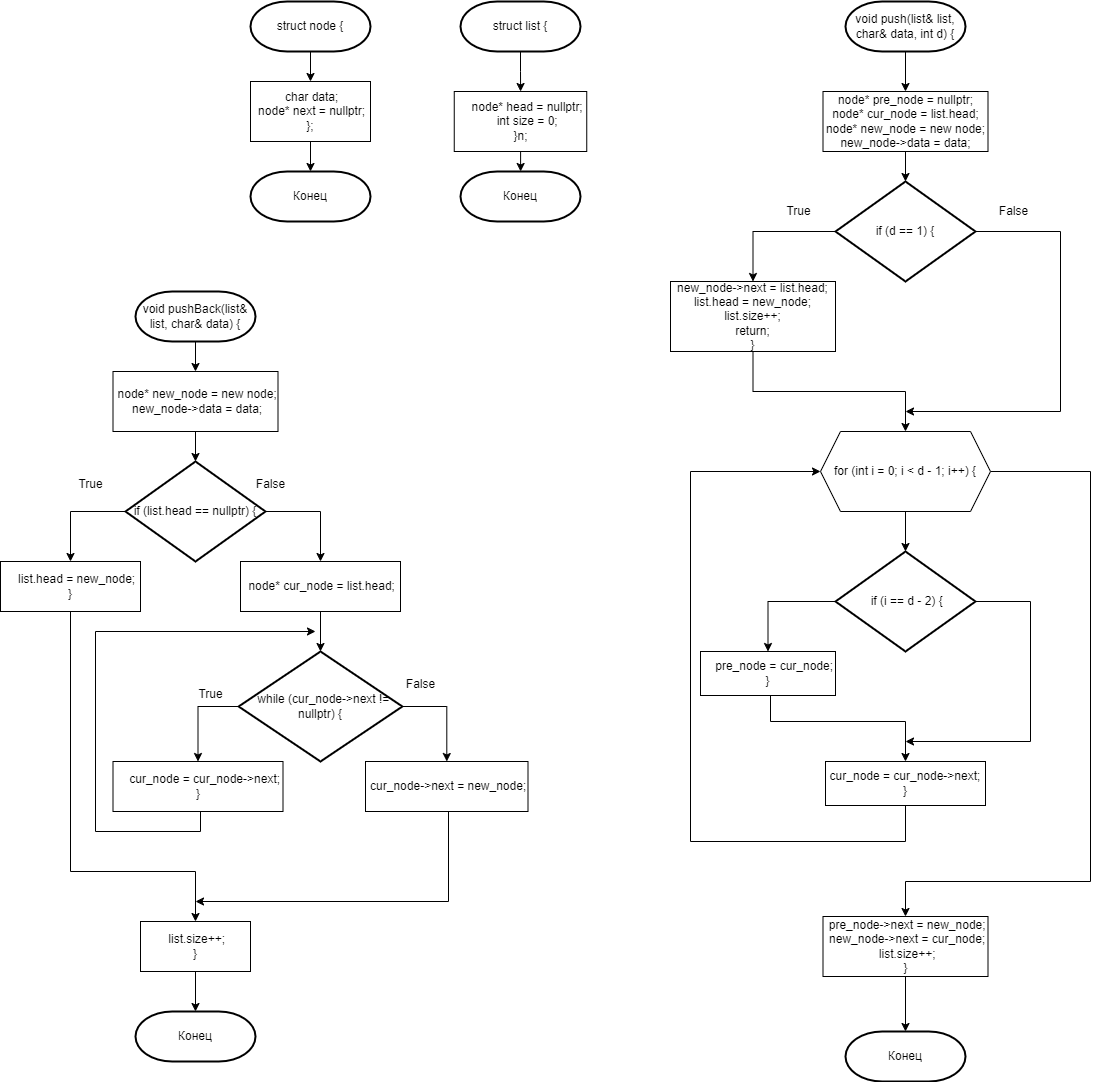 struct node {
char data;
node* next = nullptr;
};
Конец
struct list {
node* head = nullptr;
int size = 0;
}n;
Конец
void pushBack(list&
list, char& data) {
node* new_node = new node;
new_node->data = data;
True
False
if (list.head == nullptr) {
list.head = new_node;
}
node* cur_node = list.head;
True
False
while (cur_node->next !=
nullptr) {
cur_node = cur_node->next;
}
cur_node->next = new_node;
list.size++;
}
Конец
void push(list& list,
char& data, int d) {
node* pre_node = nullptr;
node* cur_node = list.head;
node* new_node = new node;
new_node->data = data;
True
False
if (d == 1) {
new_node->next = list.head;
list.head = new_node;
list.size++;
return;
}
for (int i = 0; i < d - 1; i++) {
if (i == d - 2) {
pre_node = cur_node;
}
cur_node = cur_node->next;
}
pre_node->next = new_node;
new_node->next = cur_node;
list.size++;
}
Конец